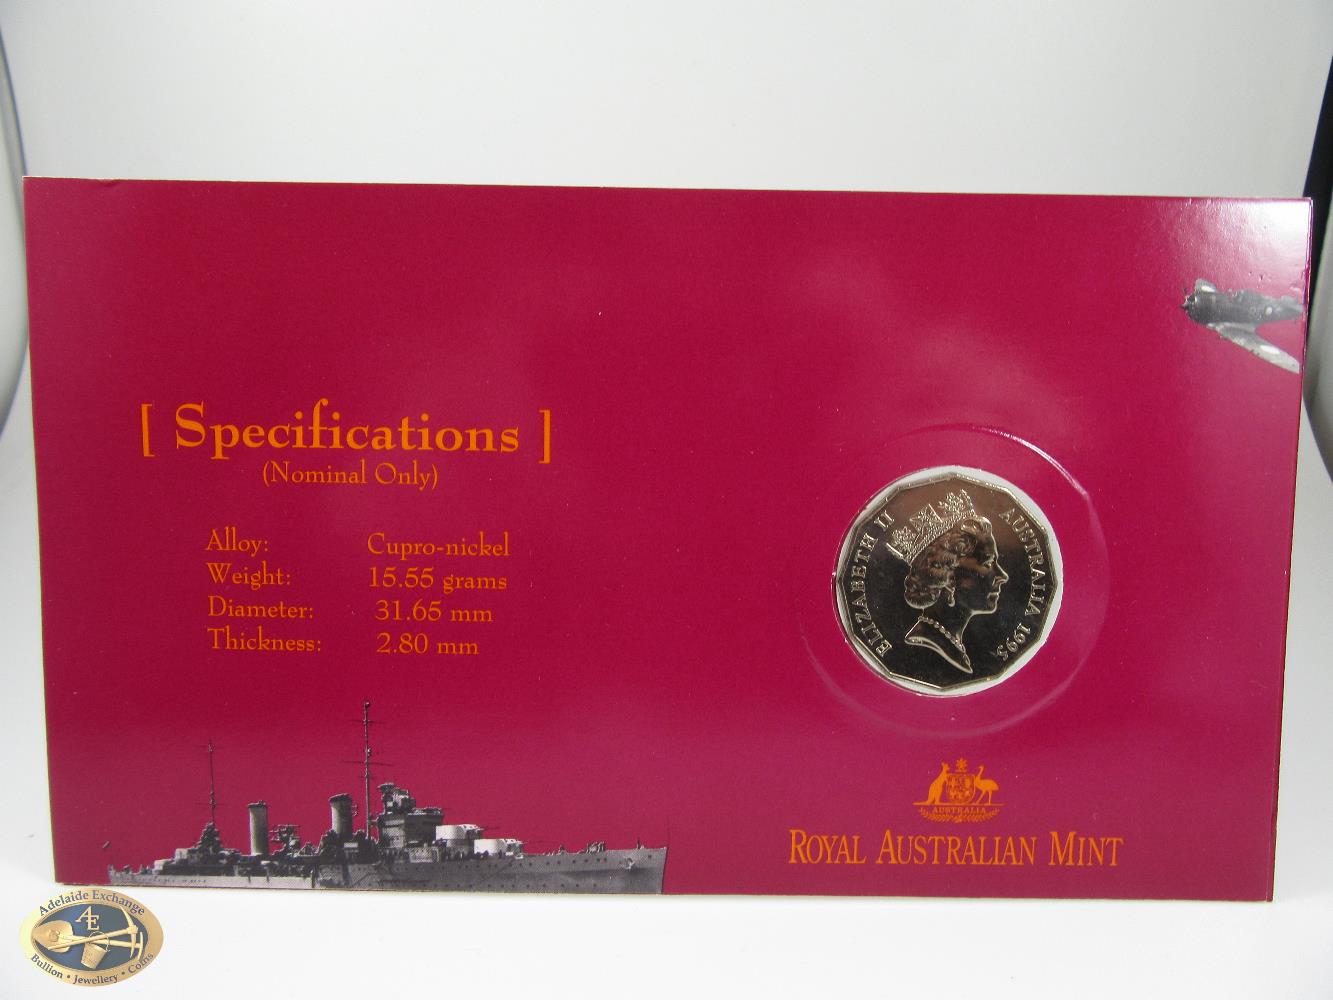 [ Specifications ]
(Nominal Only)
Alloy: Cupro-nickel
Weight: 15.55 grams
Diameter: 31.65 mm
Thickness: 2.80 mm
ELIZABETH II AUSTRALIA 1995
AUSTRALIA
ROYAL AUSTRALIAN MINT
Adelaide Exchange
AE
Bullion • Jewellery • Coins